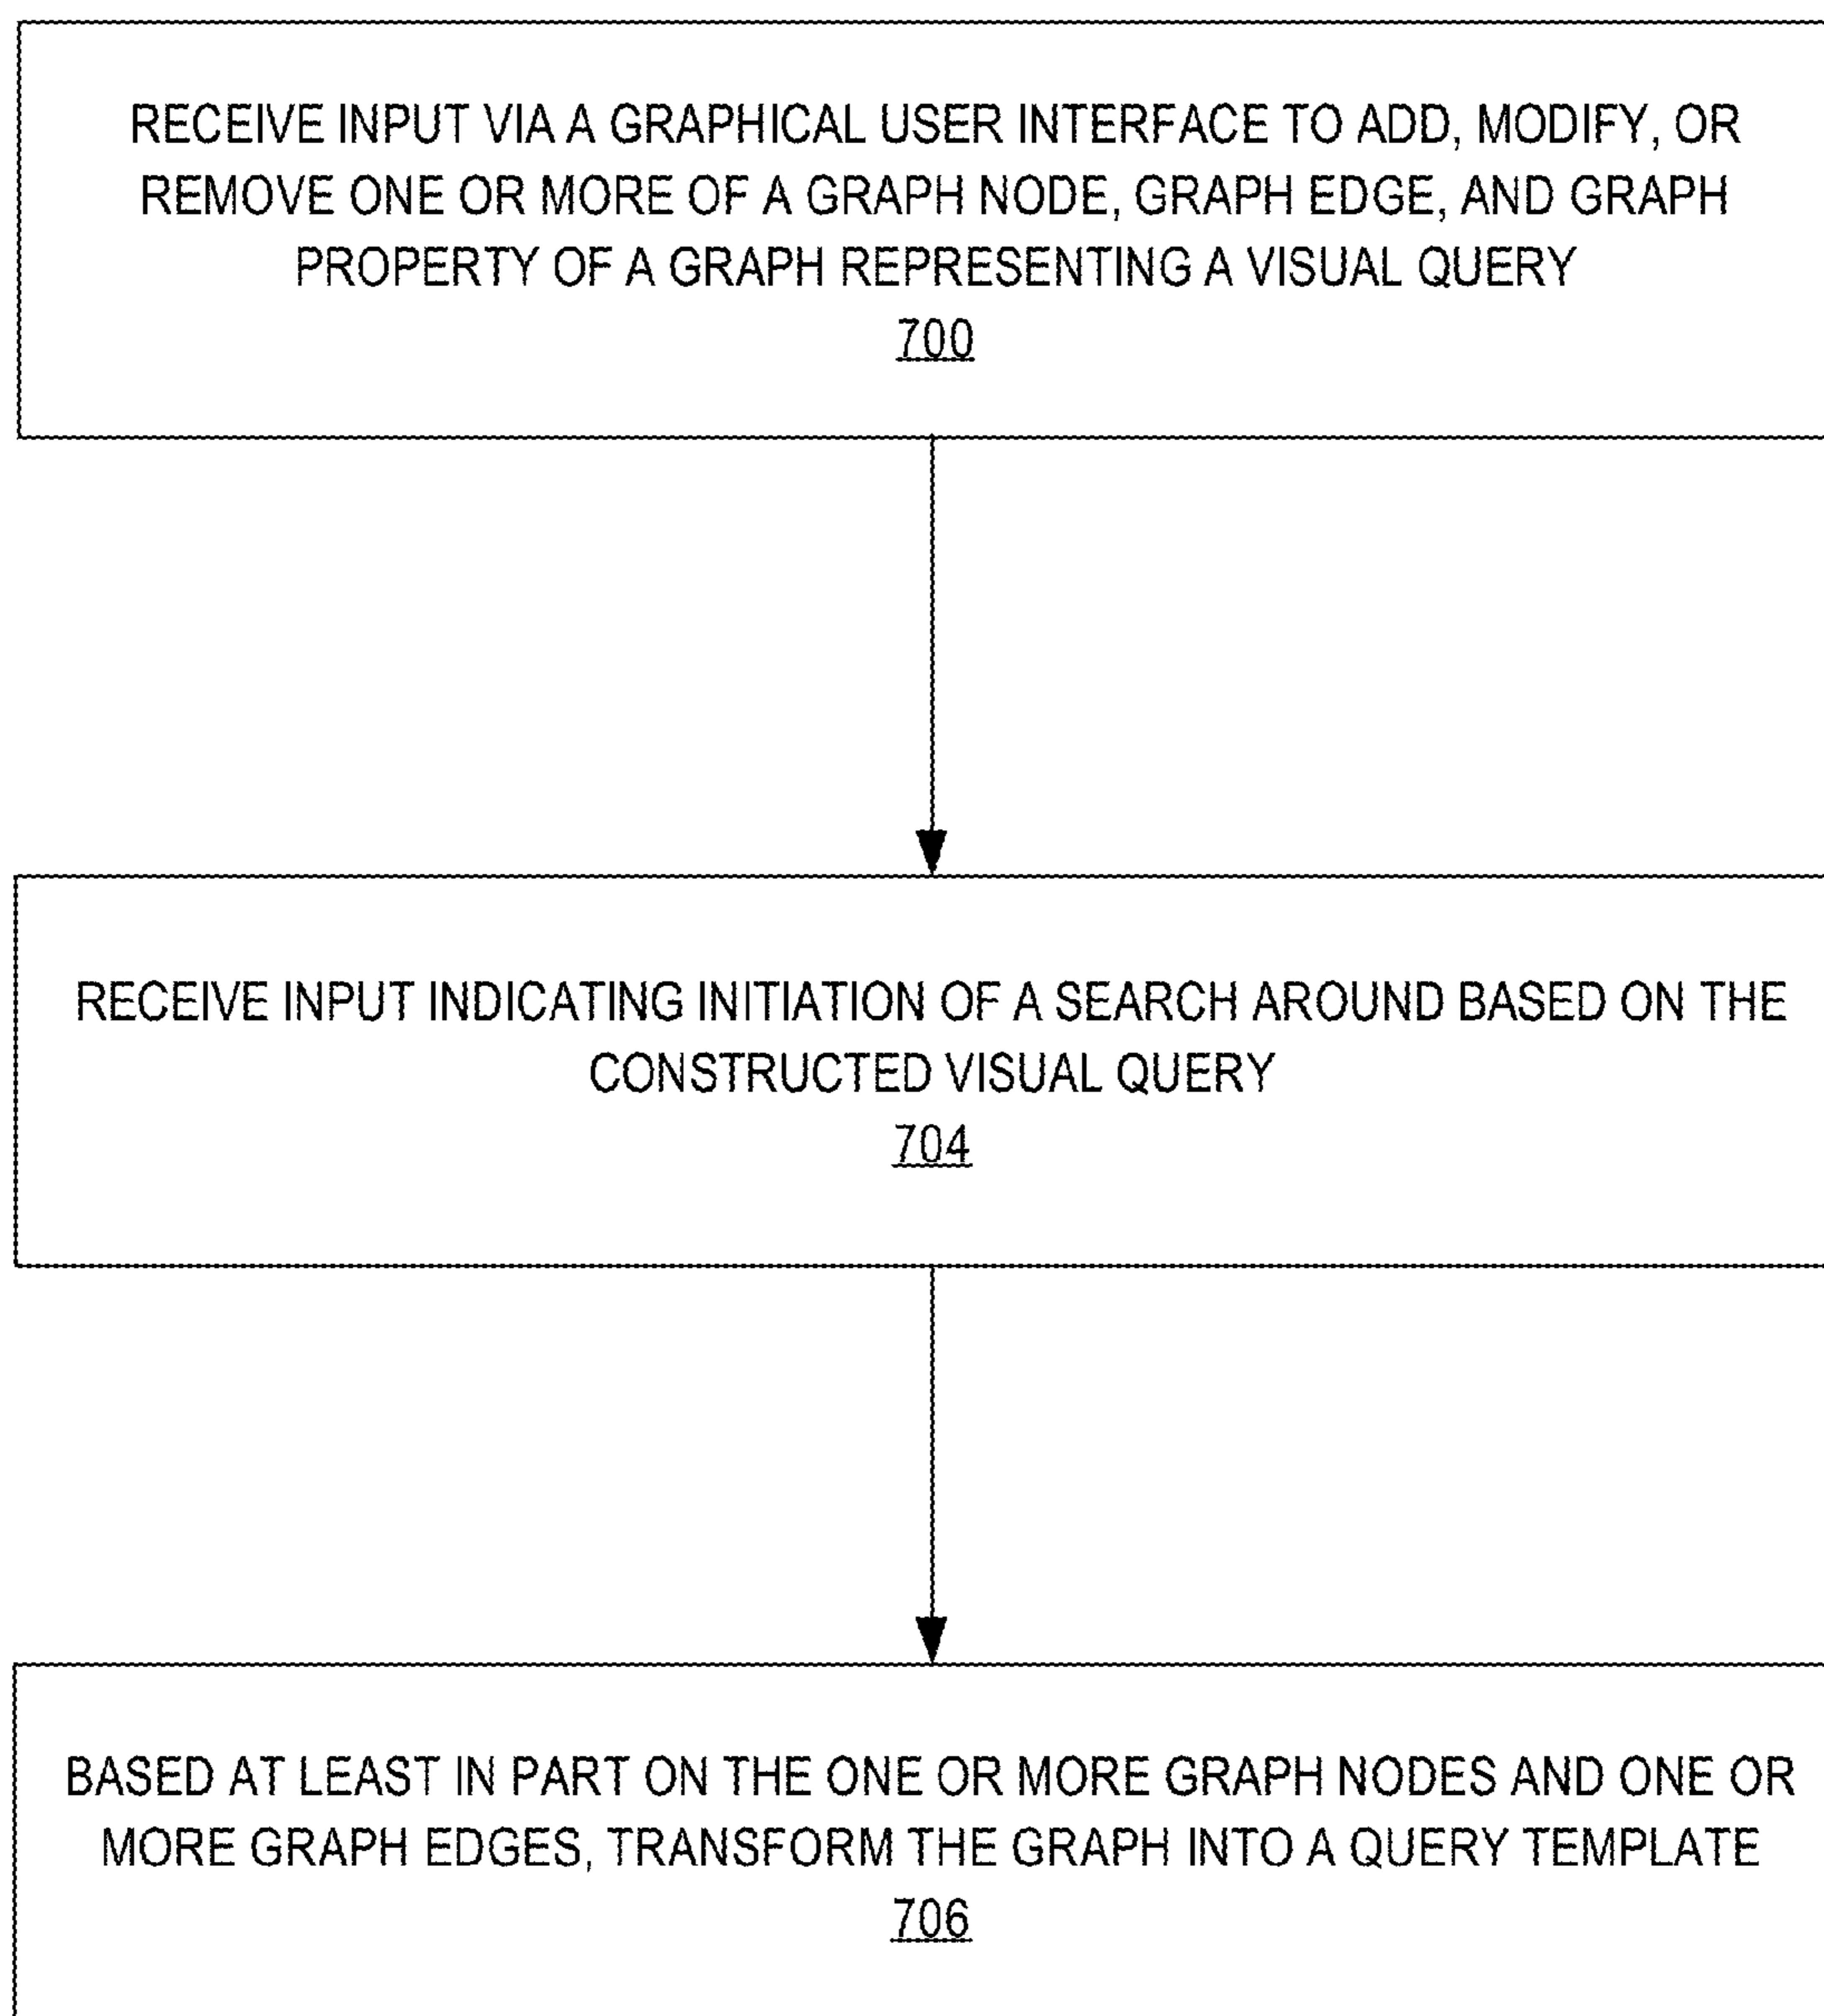 RECEIVE INPUT VIA A GRAPHICAL USER INTERFACE TO ADD, MODIFY, OR
REMOVE ONE OR MORE OF A GRAPH NODE, GRAPH EDGE, AND GRAPH
PROPERTY OF A GRAPH REPRESENTING A VISUAL QUERY
700
RECEIVE INPUT INDICATING INITIATION OF A SEARCH AROUND BASED ON THE
CONSTRUCTED VISUAL QUERY
704
BASED AT LEAST IN PART ON THE ONE OR MORE GRAPH NODES AND ONE OR
MORE GRAPH EDGES, TRANSFORM THE GRAPH INTO A QUERY TEMPLATE
706